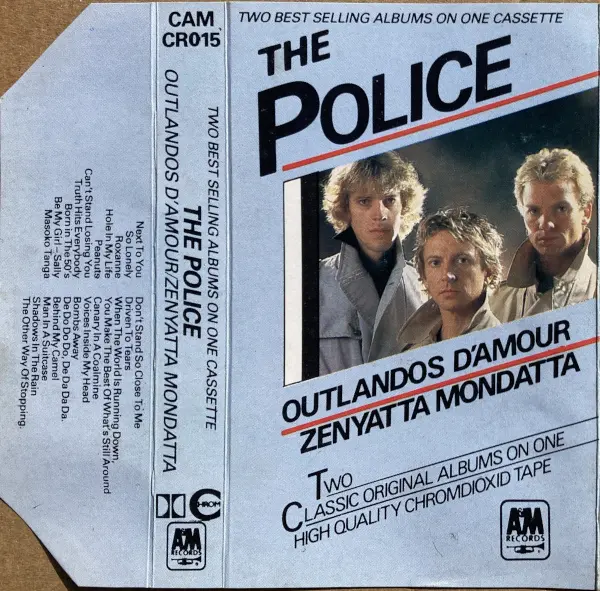 TWO BEST SELLING ALBUMS ON ONE CASSETTE
THE
POLICE
OUTLANDOS D'AMOUR
ZENYATTA MONDATTA
TWO
CLASSIC ORIGINAL ALBUMS ON ONE
HIGH QUALITY CHROMDIOXID TAPE
A&M
RECORDS
CAM
CR015
TWO BEST SELLING ALBUMS ON ONE CASSETTE
THE POLICE
OUTLANDOS D'AMOUR/ZENYATTA MONDATTA
CHROM
A&M
RECORDS
Next To You
So Lonely
Roxanne
Hole In My Life
Peanuts
Can't Stand Losing You
Truth Hits Everybody
Born in The 50's
Be My Girl – Sally
Masoko Tanga
Don't Stand So Close To Me
Driven To Tears
When The World Is Running Down,
You Make The Best Of What's Still Around
Canary In A Coalmine
Voices Inside My Head
Bombs Away
De Do Do Do, De Da Da Da.
Behind My Camel
Man In A Suitcase
Shadows In The Rain
The Other Way Of Stopping.